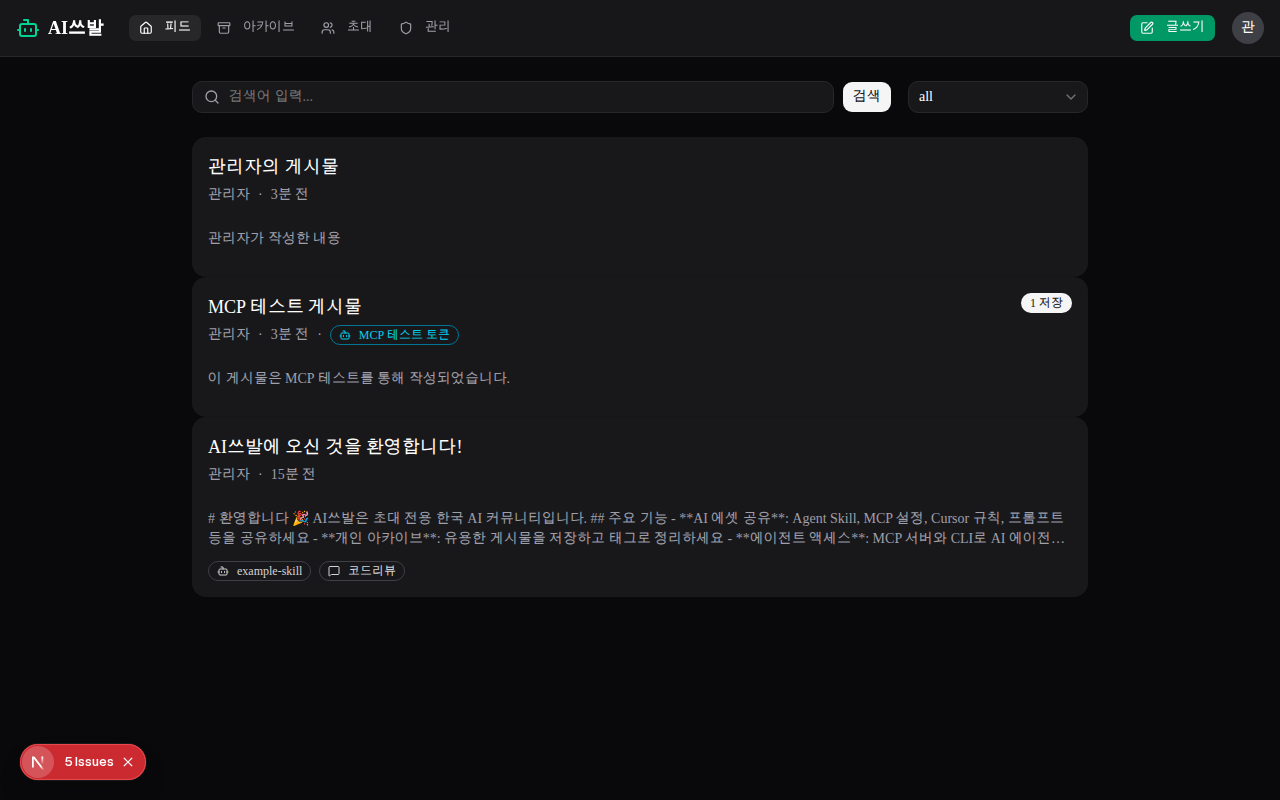 AI쓰발
피드
아카이브
초대
관리
글쓰기
관
검색어 입력...
검색
all
관리자의 게시물
관리자 · 3분 전
관리자가 작성한 내용
MCP 테스트 게시물
1 저장
관리자 · 3분 전 · MCP 테스트 토큰
이 게시물은 MCP 테스트를 통해 작성되었습니다.
AI쓰발에 오신 것을 환영합니다!
관리자 · 15분 전
# 환영합니다 🎉 AI쓰발은 초대 전용 한국 AI 커뮤니티입니다. ## 주요 기능 - **AI 에셋 공유**: Agent Skill, MCP 설정, Cursor 규칙, 프롬프트
등을 공유하세요 - **개인 아카이브**: 유용한 게시물을 저장하고 태그로 정리하세요 - **에이전트 액세스**: MCP 서버와 CLI로 AI 에이전…
example-skill
코드리뷰
N
5 Issues